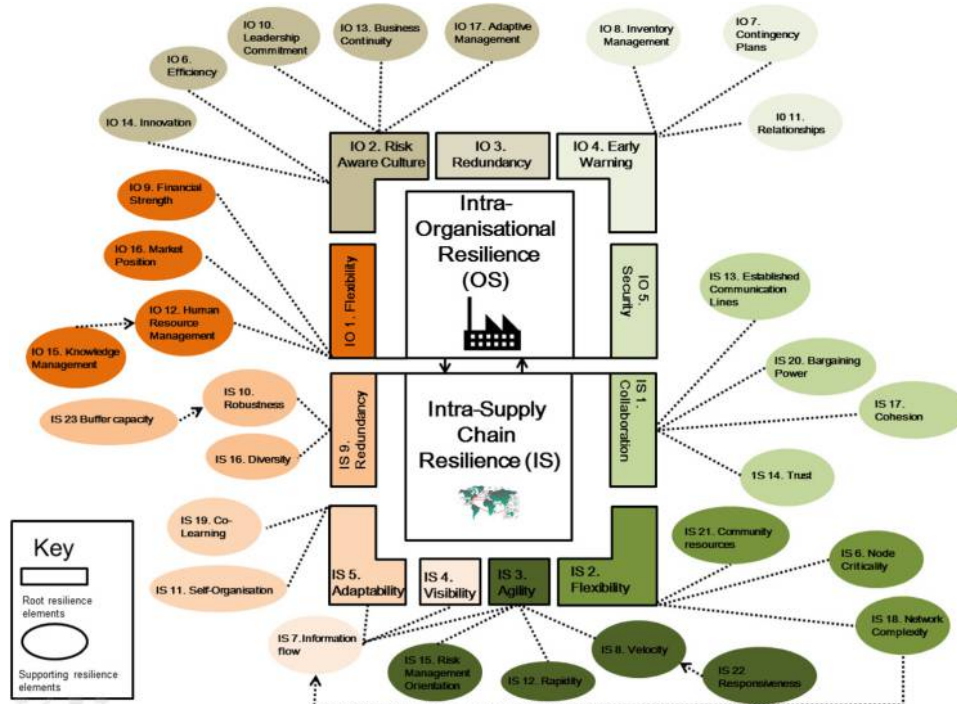 IO 10.
Leadership
Commitment
IO 13. Business
Continuity
IO 17. Adaptive
Management
IO 8. Inventory
Management
IO 7.
Contingency
Plans
IO 6.
Efficiency
IO 14. Innovation
I0 11.
Relationships
IO 2. Risk
Aware Culture
IO 3.
Redundancy
IO 4. Early
Warning
IO 9. Financial
Strength
IO 16. Market
Position
IO 12. Human
Resource
Management
IO 15. Knowledge
Management
IO 1. Flexibility
Intra-
Organisational
Resilience
(OS)
IO 5.
Security
IS 13. Established
Communication
Lines
IS 20. Bargaining
Power
IS 17.
Cohesion
1S 14. Trust
IS 23 Buffer capacity
IS 10.
Robustness
IS 16. Diversity
IS 9.
Redundancy
Intra-Supply
Chain
Resilience (IS)
IS 1.
Collaboration
IS 19. Co-
Learning
IS 11. Self-Organisation
IS 5.
Adaptability
IS 4.
Visibility
IS 3.
Agility
IS 2.
Flexibility
IS 21. Community
resources
IS 6. Node
Criticality
IS 18. Network
Complexity
IS 7. Information
flow
IS 15. Risk
Management
Orientation
IS 12. Rapidity
IS 8. Velocity
IS 22
Responsiveness
Key
Root resilience
elements
Supporting resilience
elements